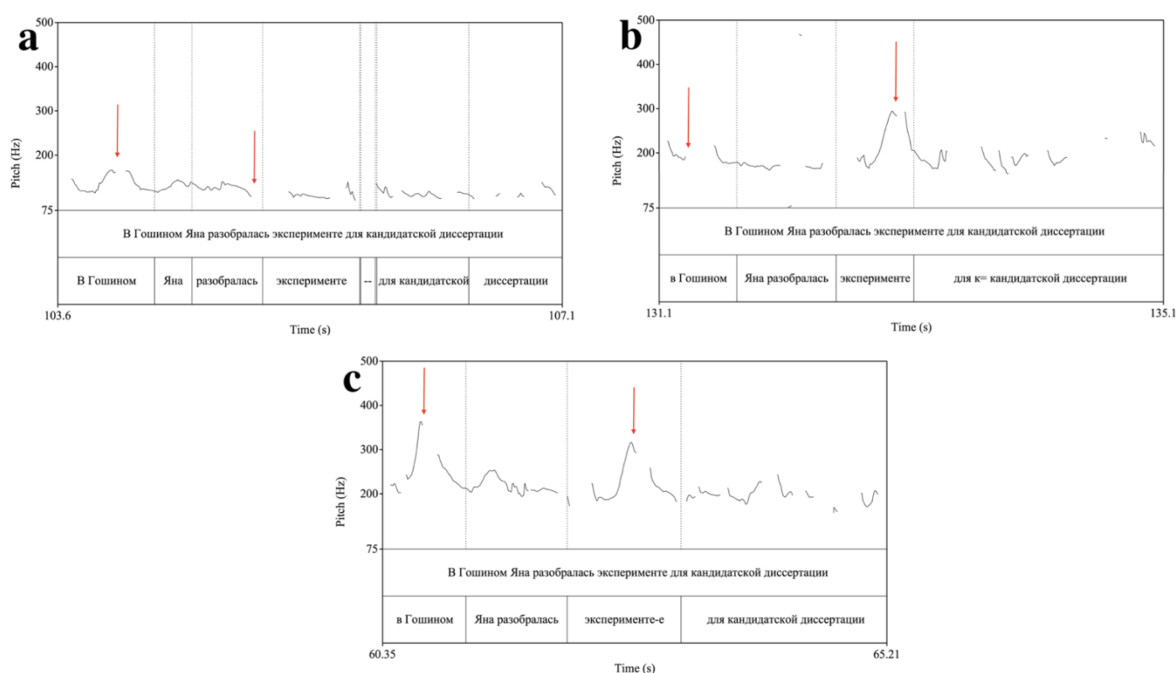 a
500
400
300
200
75
Pitch (Hz)
В Гошином Яна разобралась эксперименте для кандидатской диссертации
В Гошином Яна разобралась эксперименте -- для кандидатской диссертации
103.6 107.1
Time (s)
b
500
400
300
200
75
Pitch (Hz)
В Гошином Яна разобралась эксперименте для кандидатской диссертации
в Гошином Яна разобралась эксперименте для к= кандидатской диссертации
131.1 135.1
Time (s)
c
500
400
300
200
75
Pitch (Hz)
В Гошином Яна разобралась эксперименте для кандидатской диссертации
в Гошином Яна разобралась эксперименте-е для кандидатской диссертации
60.35 65.21
Time (s)